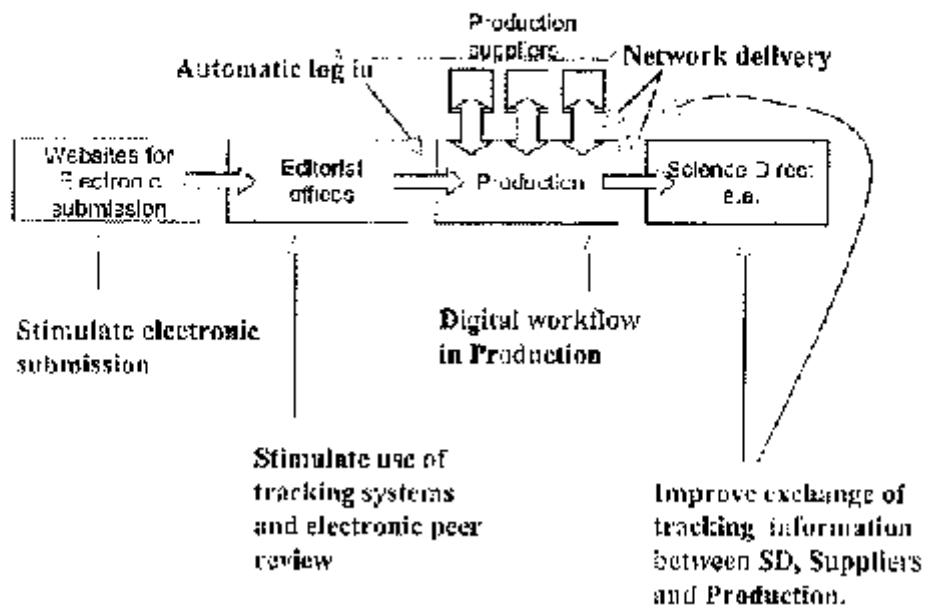 Production
suppliers
Automatic log in
Network delivery
Websites for
Electronic
submission
Editorial
offices
Production
Science Direct
e.a.
Stimulate electronic
submission
Digital workflow
in Production
Stimulate use of
tracking systems
and electronic peer
review
Improve exchange of
tracking information
between SD, Suppliers
and Production.